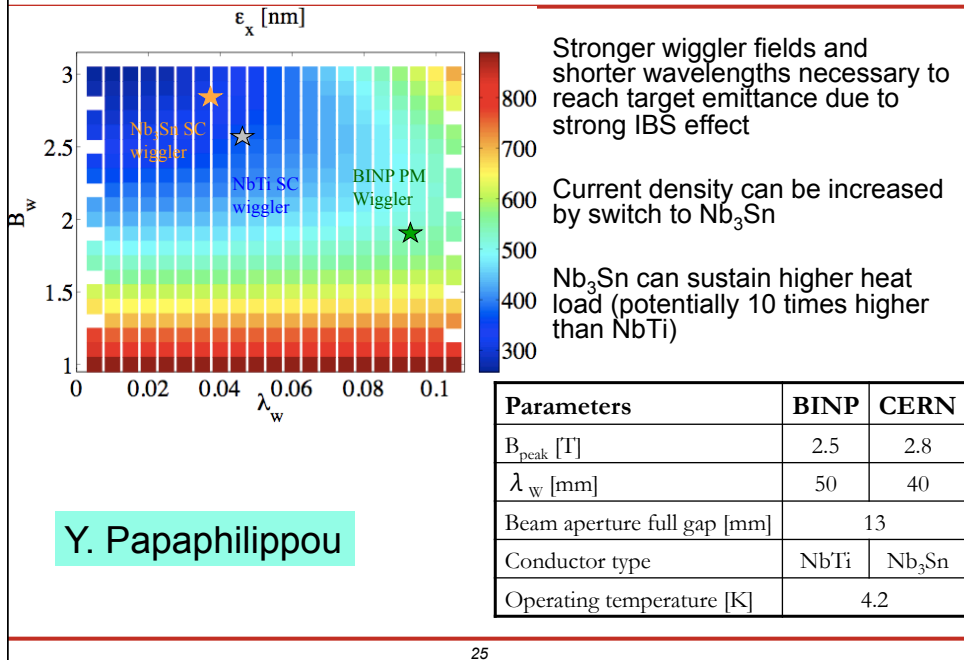 ε_x [nm]
3
2.5
2
1.5
1
B_w
0
0.02
0.04
0.06
0.08
0.1
λ_w
800
700
600
500
400
300
Nb3Sn SC
wiggler
NbTi SC
wiggler
BINP PM
Wiggler
Stronger wiggler fields and
shorter wavelengths necessary to
reach target emittance due to
strong IBS effect
Current density can be increased
by switch to Nb₃Sn
Nb₃Sn can sustain higher heat
load (potentially 10 times higher
than NbTi)
Parameters BINP CERN
B_peak [T] 2.5 2.8
λ_W [mm] 50 40
Beam aperture full gap [mm] 13
Conductor type NbTi Nb₃Sn
Operating temperature [K] 4.2
Y. Papaphilippou
25